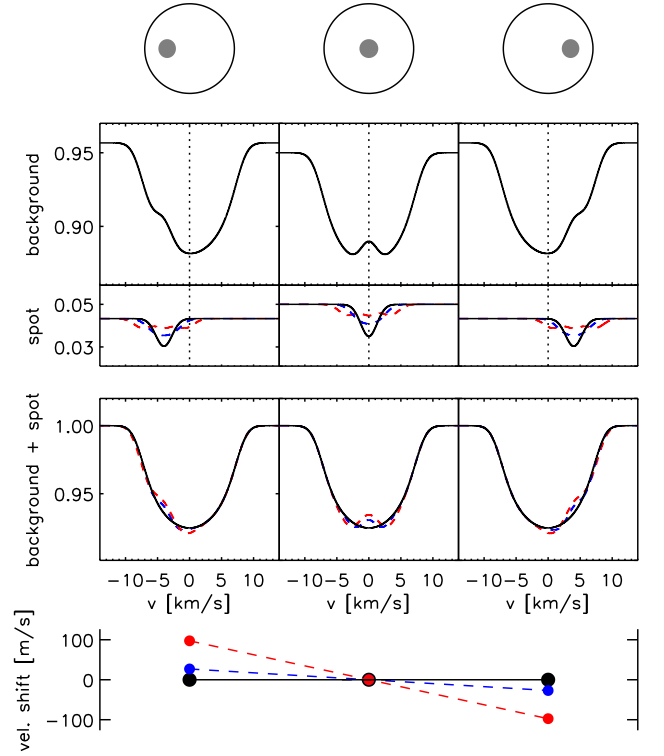 background
0.95
0.90
spot
0.05
0.03
background + spot
1.00
0.95
−10 −5 0 5 10 −10 −5 0 5 10 −10 −5 0 5 10
v [km/s] v [km/s] v [km/s]
vel. shift [m/s]
100
0
−100